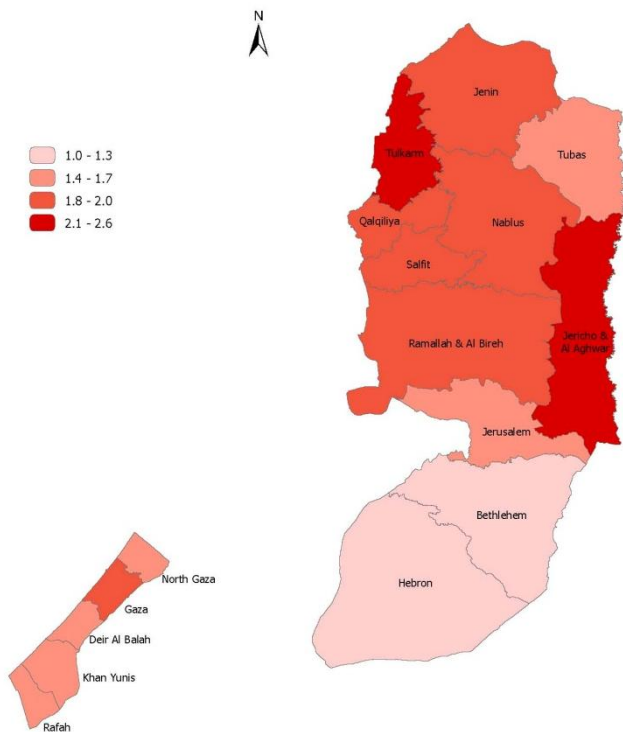 N
Jenin
1.0 - 1.3
1.4 - 1.7
1.8 - 2.0
2.1 - 2.6
Tulkarm
Tubas
Qalqiliya
Nablus
Salfit
Ramallah & Al Bireh
Jericho &
Al Aghwar
Jerusalem
Bethlehem
Hebron
North Gaza
Gaza
Deir Al Balah
Khan Yunis
Rafah